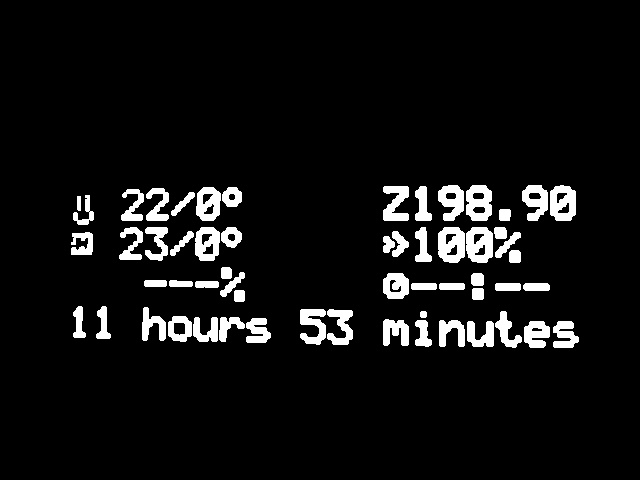 22/0° Z198.90
23/0° »100%
---% --:--
11 hours 53 minutes